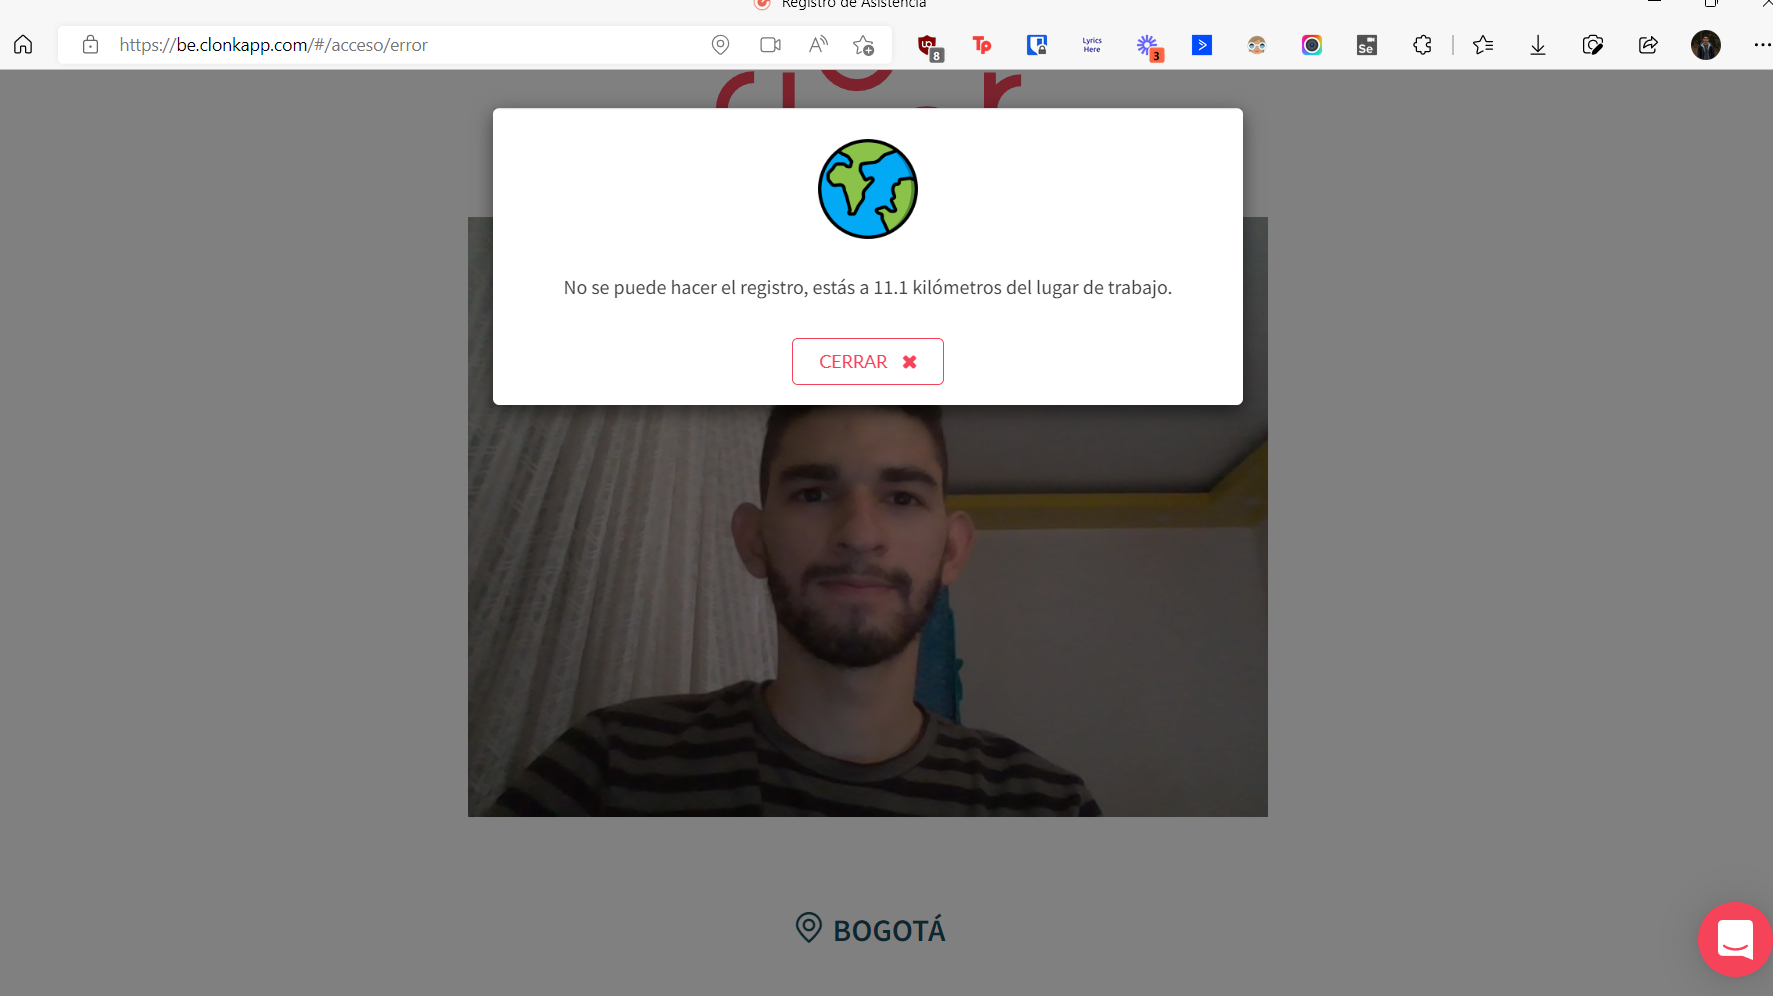 Registro de Asistencia
https://be.clonkapp.com/#/acceso/error
8
Tp
Lyrics
Here
3
Se
No se puede hacer el registro, estás a 11.1 kilómetros del lugar de trabajo.
CERRAR
BOGOTÁ